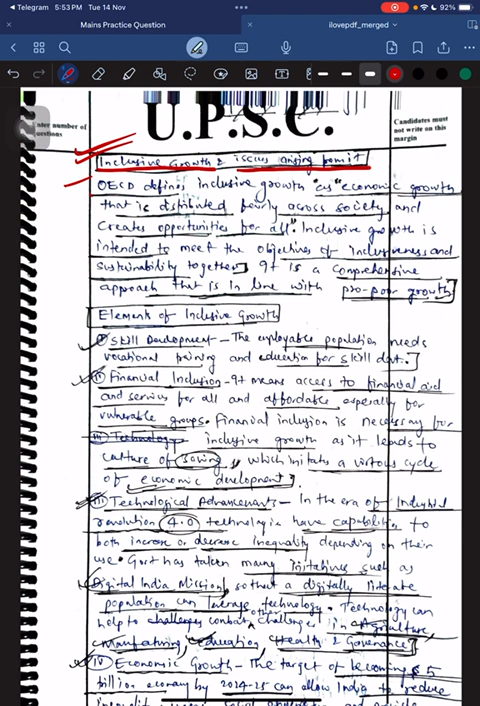 Telegram 5:53 PM Tue 14 Nov 92%
Mains Practice Question
ilovepdf_merged
U.P.S.C.
Enter number of
questions
Candidates must
not write on this
margin
Inclusive Growth & issues arising from it
OECD defines inclusive growth "as" economic growth
that is distributed fairly across society and
creates opportunities for all". Inclusive growth is
intended to meet the objectives of inclusiveness and
sustainability together. It is a comprehensive
approach that is in line with pro-poor growth
Elements of Inclusive Growth
I Skill Development - The employable population needs
vocational training and education for skill devt.
II Financial Inclusion - It means access to financial aid
and services for all and affordable especially for
vulnerable groups. Financial inclusion is necessary for
III Technology inclusive growth as it leads to
culture of saving, which initiates a virtous cycle
of economic development.
III Technological Advancements - In the era of Industrial
revolution 4.0 technologies have capabilities to
both increase or decrease inequality depending on their
use. Govt has taken many initiatives such as
Digital India Mission, so that a digitally literate
population can leverage technology. Technology can
help to challenges combat other challenges in agriculture,
Manufacturing, education, Health & Governance
IV Economic Growth - The target of becoming $5
trillion economy by 2024-25 can allow India to reduce